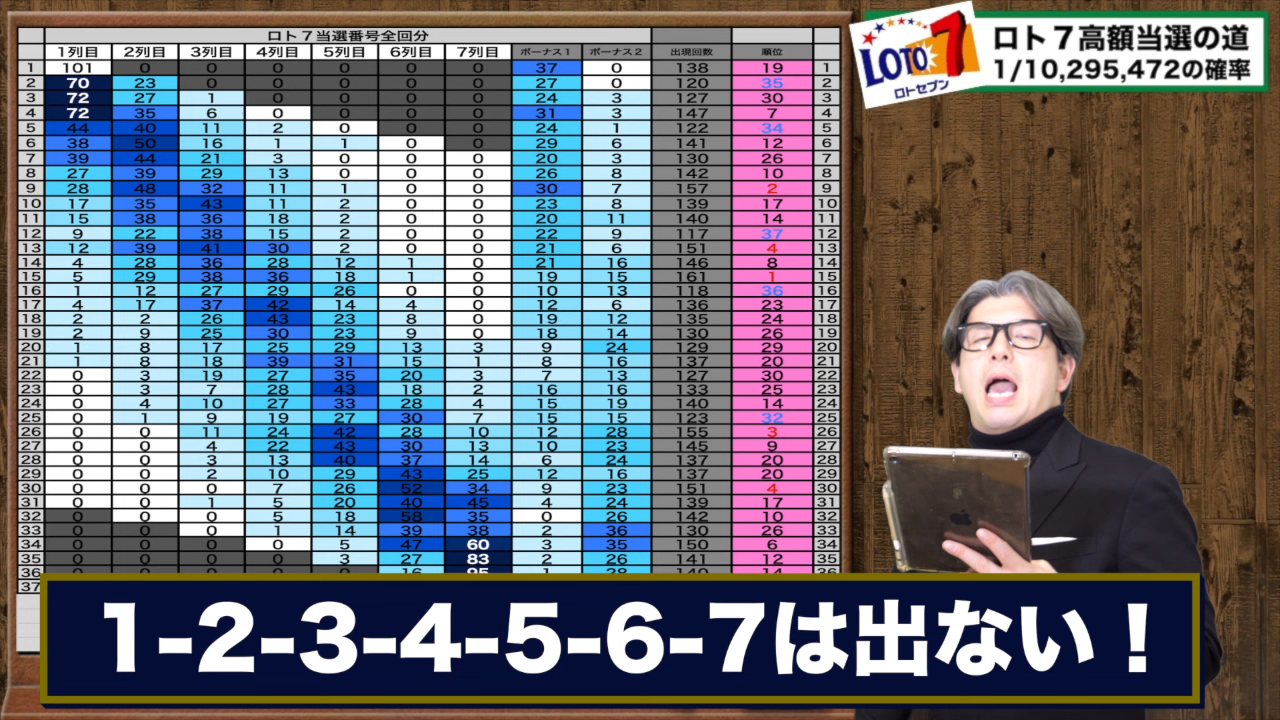 ロト７当選番号全回分
1列目 2列目 3列目 4列目 5列目 6列目 7列目 ボーナス1 ボーナス2 出現回数 順位
1 101 0 0 0 0 0 0 37 0 138 19 1
2 70 23 0 0 0 0 0 27 0 120 35 2
3 72 27 1 0 0 0 0 24 3 127 30 3
4 72 35 6 0 0 0 0 31 3 147 7 4
5 44 40 11 2 0 0 0 24 1 122 34 5
6 38 50 16 1 1 0 0 29 6 141 12 6
7 39 44 21 3 0 0 0 20 3 130 26 7
8 27 39 29 13 0 0 0 26 8 142 10 8
9 28 48 32 11 1 0 0 30 7 157 2 9
10 17 35 43 11 2 0 0 23 8 139 17 10
11 15 38 36 18 2 0 0 20 11 140 14 11
12 9 22 38 15 2 0 0 22 9 117 37 12
13 12 39 41 30 2 0 0 21 6 151 4 13
14 4 28 36 28 12 1 0 21 16 146 8 14
15 5 29 38 36 18 1 0 19 15 161 1 15
16 1 12 27 29 26 0 0 10 13 118 36 16
17 4 17 37 42 14 4 0 12 6 136 23 17
18 2 2 26 43 23 8 0 19 12 135 24 18
19 2 9 25 30 23 9 0 18 14 130 26 19
20 1 8 17 25 29 13 3 9 24 129 29 20
21 1 8 18 39 31 15 1 8 16 137 20 21
22 0 3 19 27 35 20 3 7 13 127 30 22
23 0 3 7 28 43 18 2 16 16 133 25 23
24 0 4 10 27 33 28 4 15 19 140 14 24
25 0 1 9 19 27 30 7 15 15 123 32 25
26 0 0 11 24 42 28 10 12 28 155 3 26
27 0 0 4 22 43 30 13 10 23 145 9 27
28 0 0 3 13 40 37 14 6 24 137 20 28
29 0 0 2 10 29 43 25 12 16 137 20 29
30 0 0 0 7 26 52 34 9 23 151 4 30
31 0 0 1 5 20 40 45 4 24 139 17 31
32 0 0 0 5 18 58 35 0 26 142 10 32
33 0 0 0 1 14 39 38 2 36 130 26 33
34 0 0 0 0 5 47 60 3 35 150 6 34
35 0 0 0 0 3 27 83 2 26 141 12 35
36 0 0 0 0 0 16 95 1 28 140 14 36
37
LOTO7
ロトセブン
ロト７高額当選の道
1/10,295,472の確率
1-2-3-4-5-6-7は出ない！